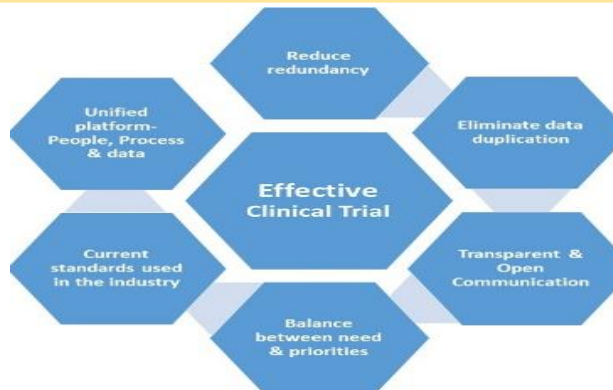 Reduce
redundancy
Unified
platform-
People, Process
& data
Eliminate data
duplication
Effective
Clinical Trial
Current
standards used
in the industry
Transparent &
Open
Communication
Balance
between need
& priorities